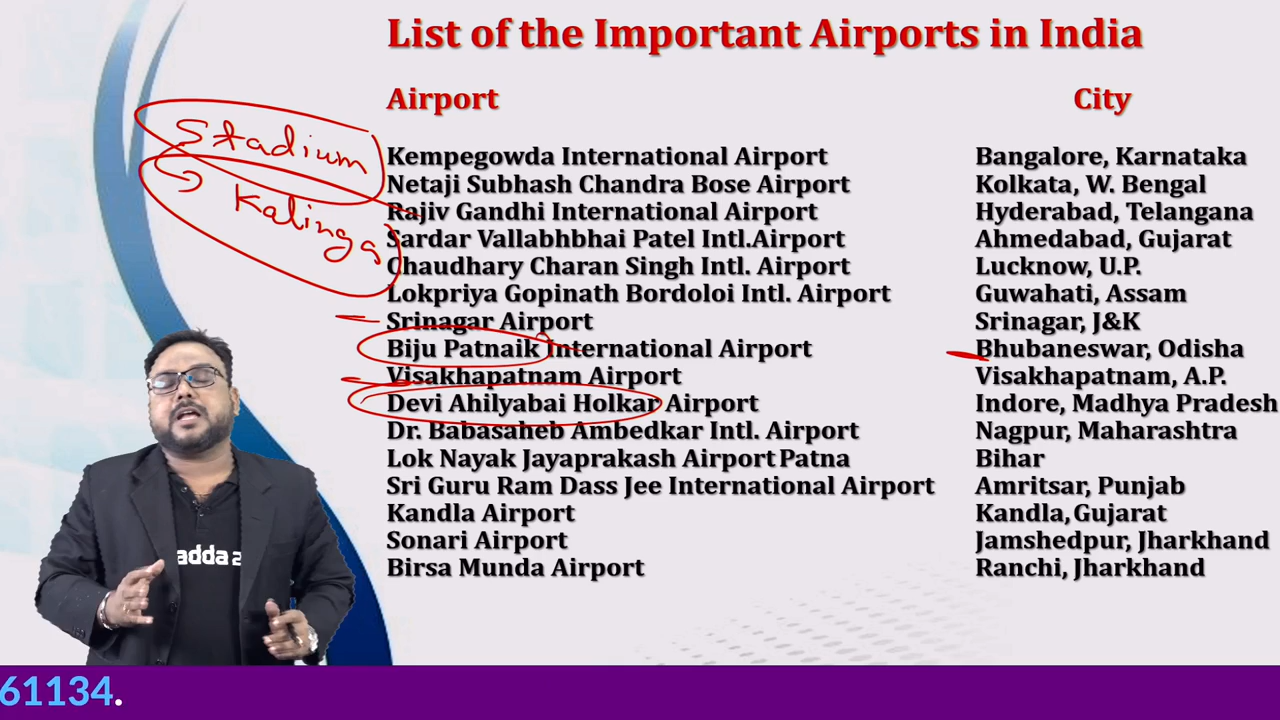 List of the Important Airports in India
Airport City
Stadium
→ Kalinga
Kempegowda International Airport Bangalore, Karnataka
Netaji Subhash Chandra Bose Airport Kolkata, W. Bengal
Rajiv Gandhi International Airport Hyderabad, Telangana
Sardar Vallabhbhai Patel Intl.Airport Ahmedabad, Gujarat
Chaudhary Charan Singh Intl. Airport Lucknow, U.P.
Lokpriya Gopinath Bordoloi Intl. Airport Guwahati, Assam
Srinagar Airport Srinagar, J&K
Biju Patnaik International Airport Bhubaneswar, Odisha
Visakhapatnam Airport Visakhapatnam, A.P.
Devi Ahilyabai Holkar Airport Indore, Madhya Pradesh
Dr. Babasaheb Ambedkar Intl. Airport Nagpur, Maharashtra
Lok Nayak Jayaprakash Airport Patna Bihar
Sri Guru Ram Dass Jee International Airport Amritsar, Punjab
Kandla Airport Kandla, Gujarat
Sonari Airport Jamshedpur, Jharkhand
Birsa Munda Airport Ranchi, Jharkhand
adda 2
61134.